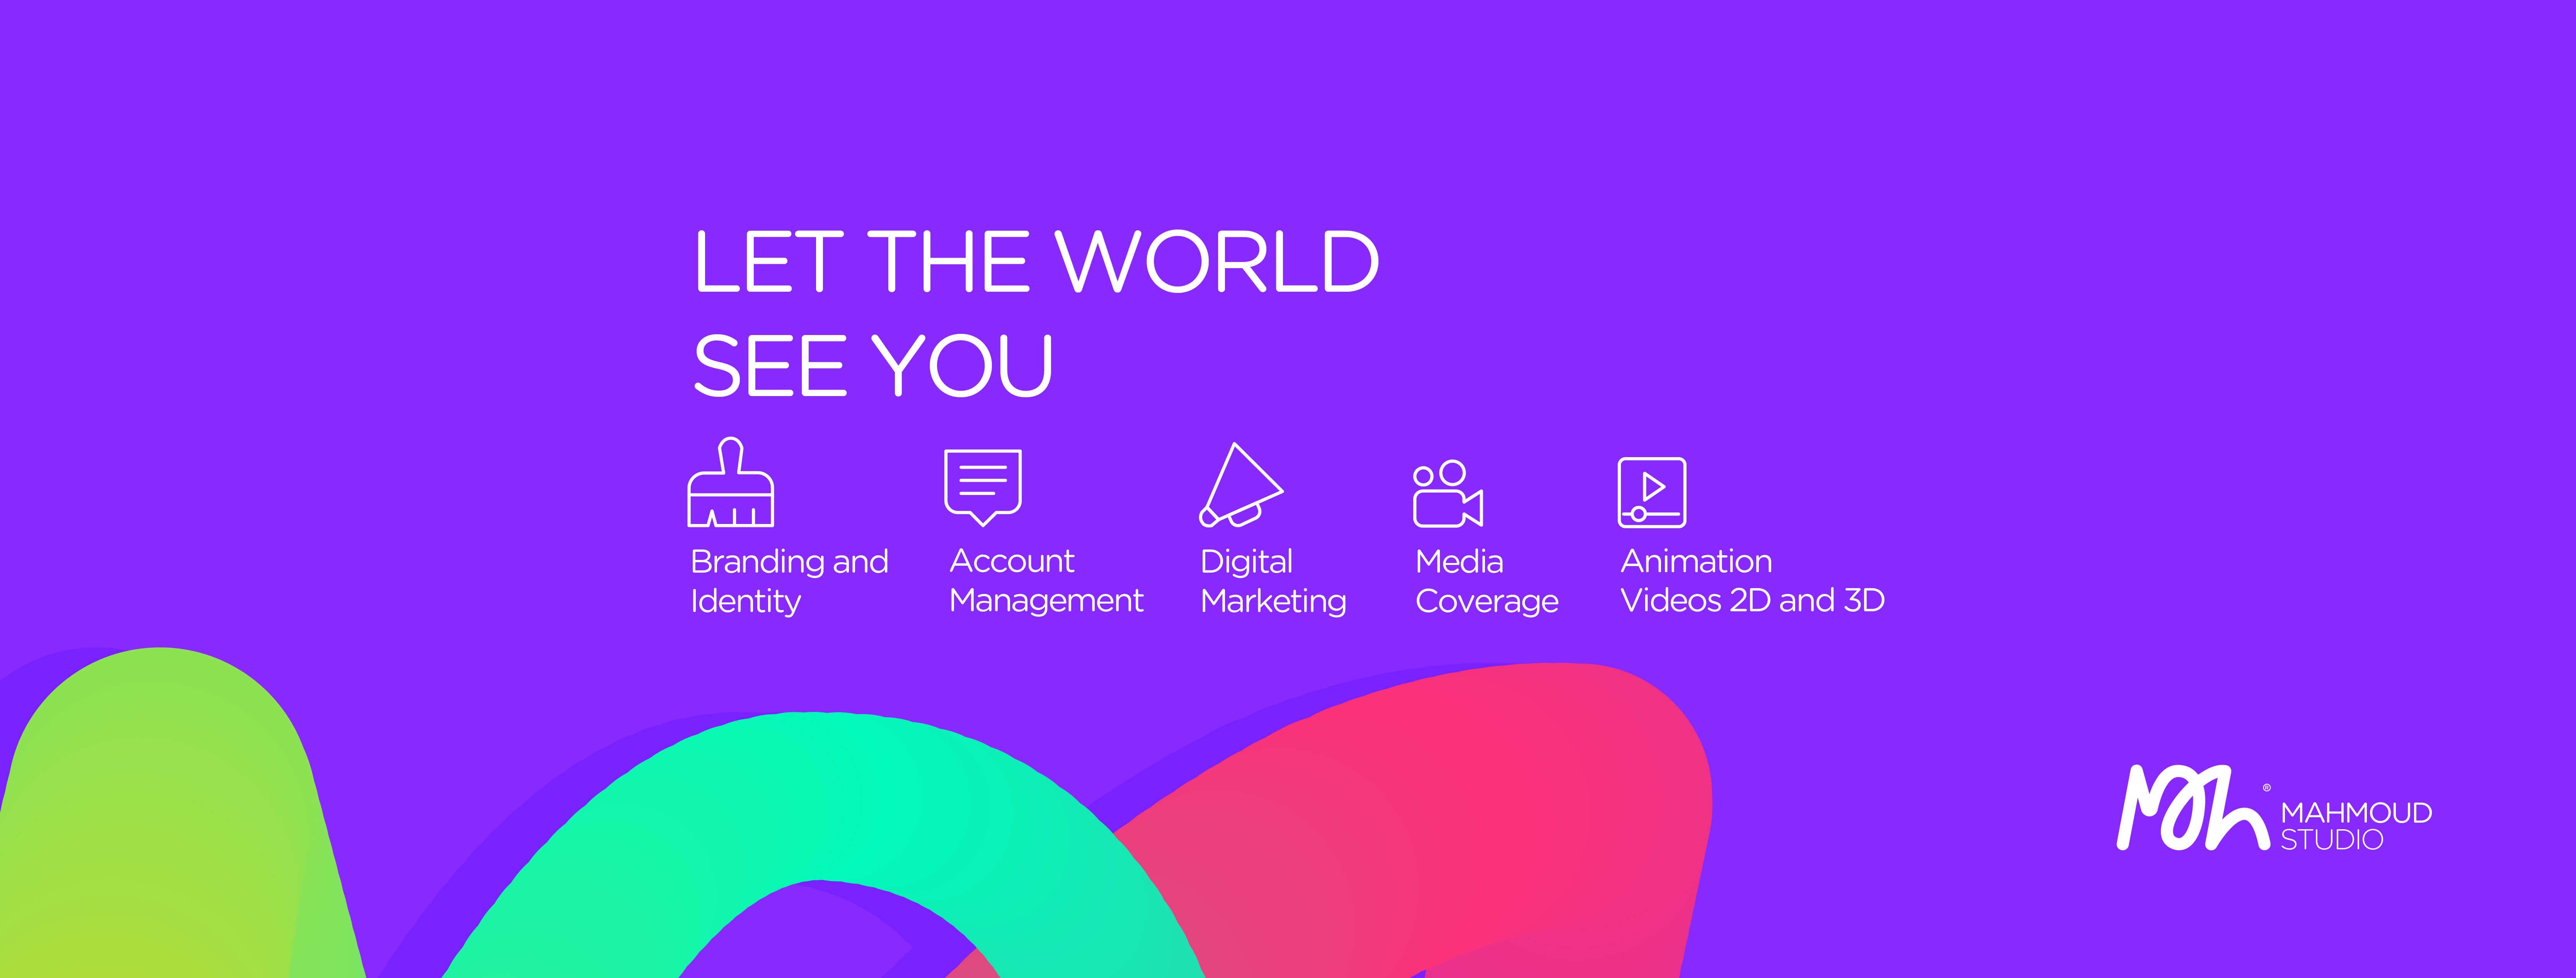 LET THE WORLD
SEE YOU
Branding and
Identity
Account
Management
Digital
Marketing
Media
Coverage
Animation
Videos 2D and 3D
Mh®
MAHMOUD
STUDIO